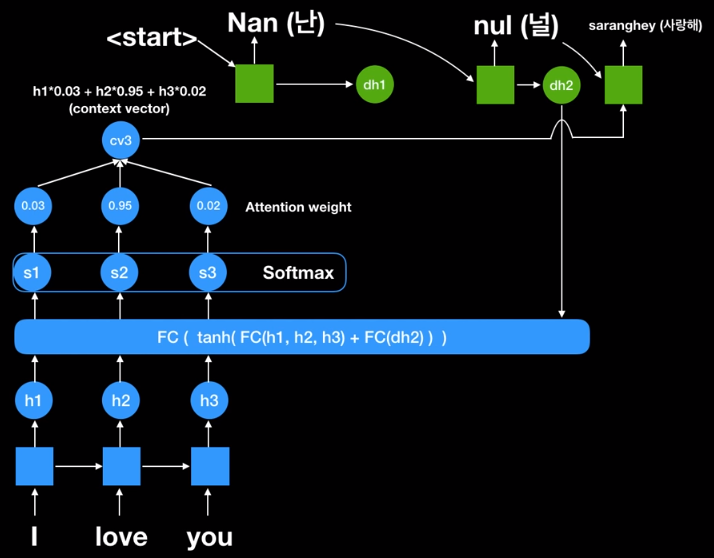 <start>
Nan (난)
nul (널)
saranghey (사랑해)
dh1
dh2
h1*0.03 + h2*0.95 + h3*0.02
(context vector)
cv3
0.03
0.95
0.02
Attention weight
s1
s2
s3
Softmax
FC ( tanh( FC(h1, h2, h3) + FC(dh2) ) )
h1
h2
h3
I
love
you